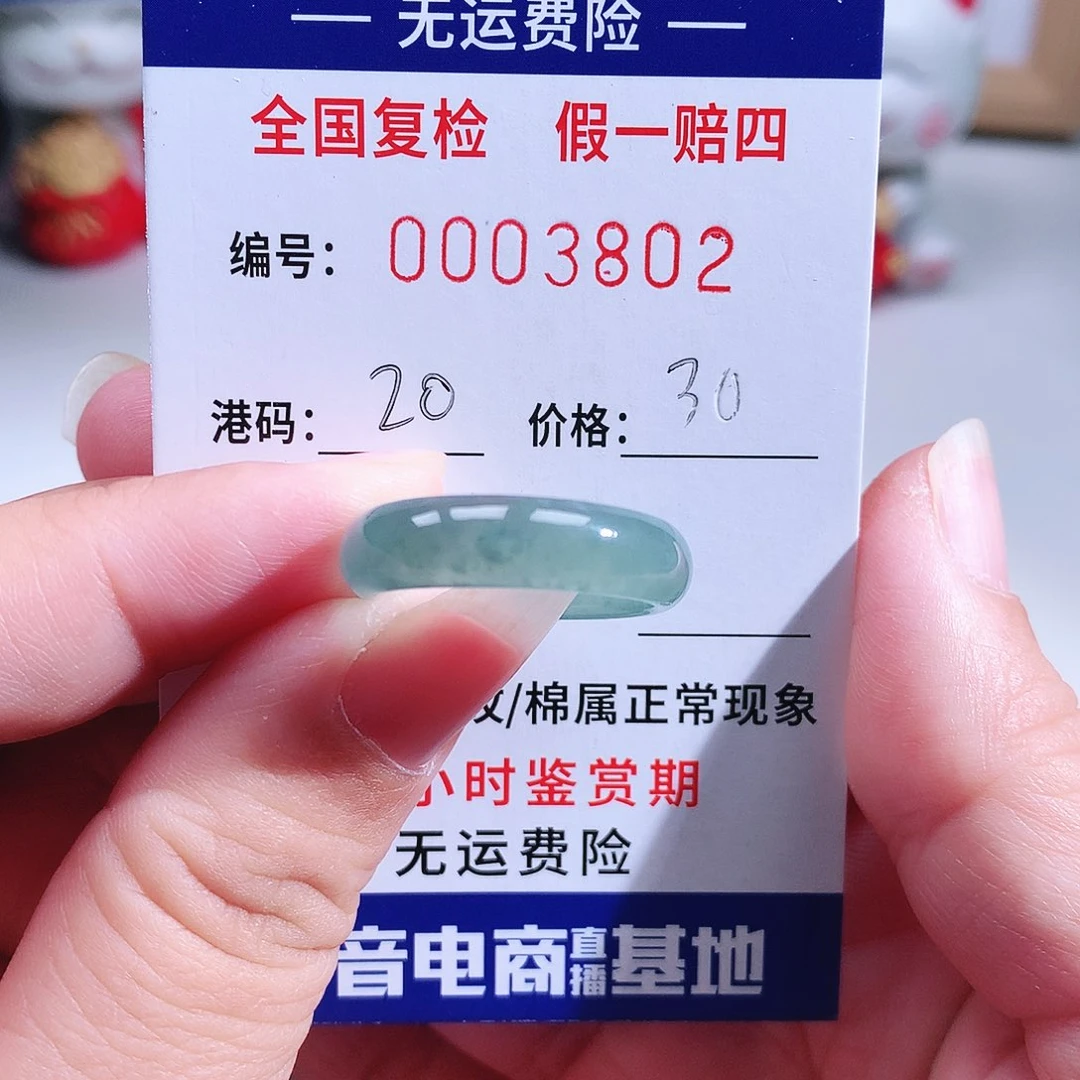 — 无运费险 —
全国复检 假一赔四
编号: 0003802
港码: 20 价格: 30
/棉属正常现象
小时鉴赏期
无运费险
音电商直播基地